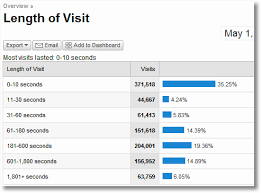 Overview »
Length of Visit
Export Email Add to Dashboard
May 1,
Most visits lasted: 0-10 seconds
Length of Visit Visits
0-10 seconds 371,518 35.25%
11-30 seconds 44,667 4.24%
31-60 seconds 61,413 5.83%
61-180 seconds 151,618 14.39%
181-600 seconds 204,001 19.36%
601-1,800 seconds 156,952 14.89%
1,801+ seconds 63,759 6.05%